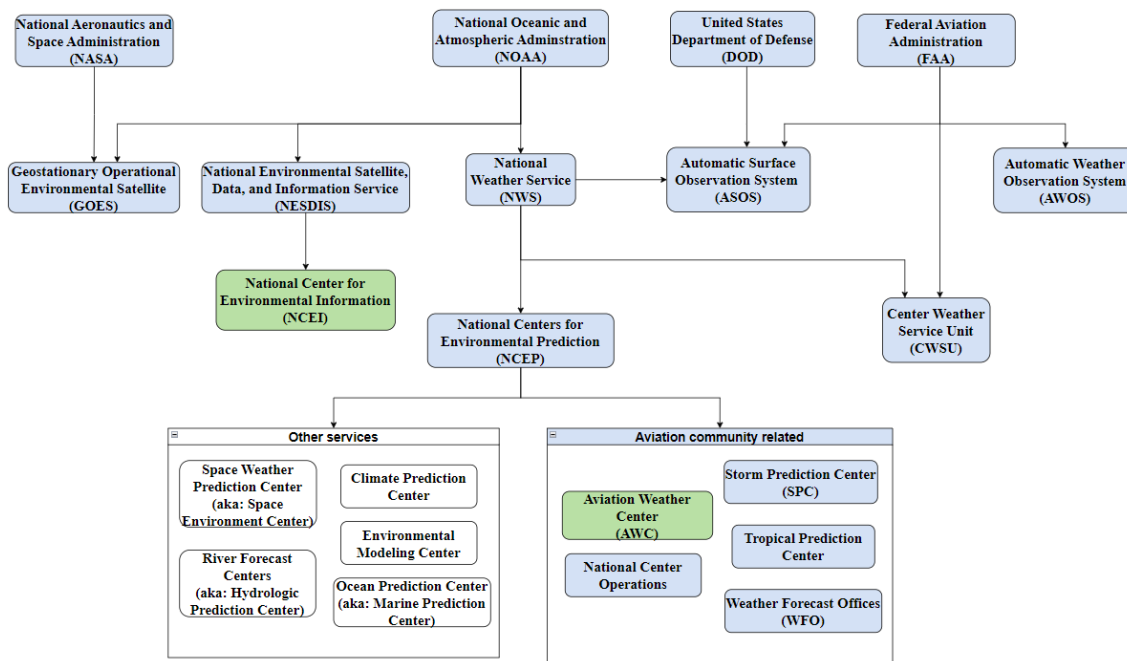 National Aeronautics and
Space Administration
(NASA)
National Oceanic and
Atmospheric Adminstration
(NOAA)
United States
Department of Defense
(DOD)
Federal Aviation
Administration
(FAA)
Geostationary Operational
Environmental Satellite
(GOES)
National Environmental Satellite,
Data, and Information Service
(NESDIS)
National
Weather Service
(NWS)
Automatic Surface
Observation System
(ASOS)
Automatic Weather
Observation System
(AWOS)
National Center for
Environmental Information
(NCEI)
National Centers for
Environmental Prediction
(NCEP)
Center Weather
Service Unit
(CWSU)
Other services
Space Weather
Prediction Center
(aka: Space
Environment Center)
Climate Prediction
Center
Environmental
Modeling Center
River Forecast
Centers
(aka: Hydrologic
Prediction Center)
Ocean Prediction Center
(aka: Marine Prediction
Center)
Aviation community related
Aviation Weather
Center
(AWC)
Storm Prediction Center
(SPC)
National Center
Operations
Tropical Prediction
Center
Weather Forecast Offices
(WFO)